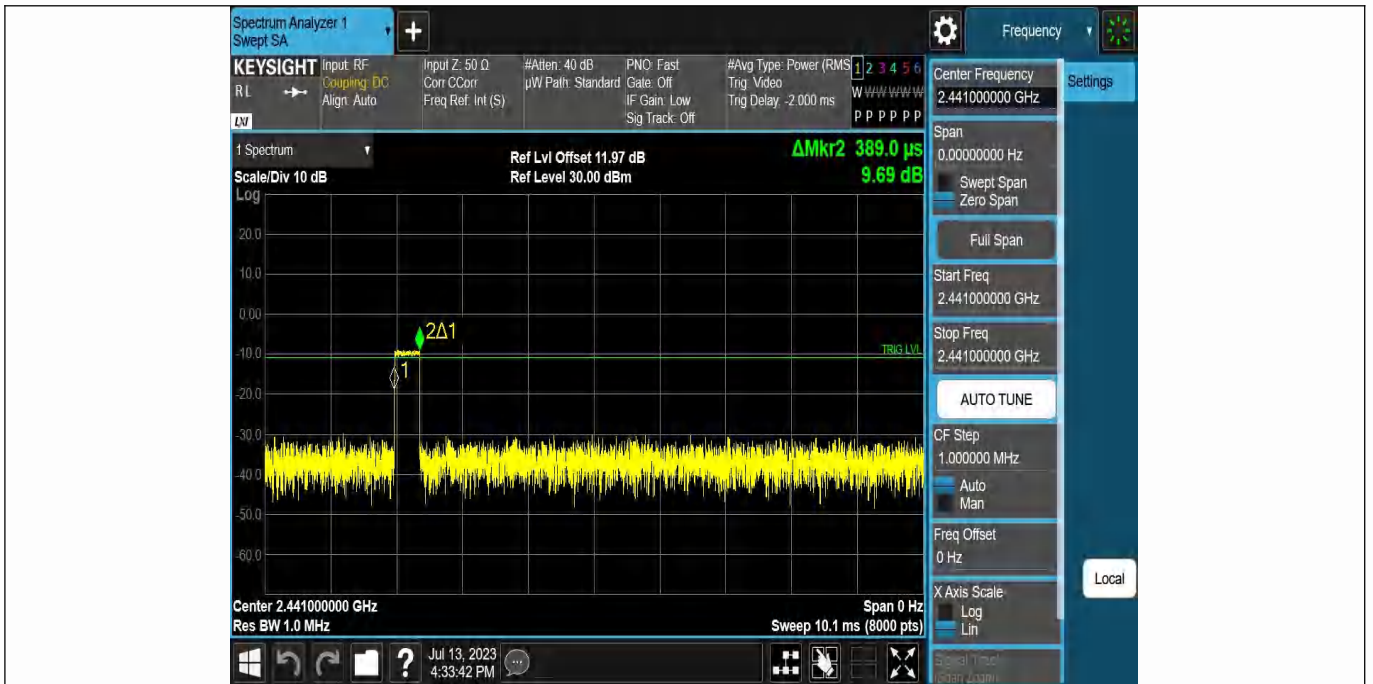 Spectrum Analyzer 1
Swept SA
+
Frequency
KEYSIGHT
RL
LXI
Input: RF
Coupling: DC
Align: Auto
Input Z: 50 Ω
Corr CCorr
Freq Ref: Int (S)
#Atten: 40 dB
µW Path: Standard
PNO: Fast
Gate: Off
IF Gain: Low
Sig Track: Off
#Avg Type: Power (RMS
Trig: Video
Trig Delay: -2.000 ms
1 2 3 4 5 6
W W W W W W
P P P P P P
1 Spectrum
Scale/Div 10 dB
Log
Ref Lvl Offset 11.97 dB
Ref Level 30.00 dBm
ΔMkr2 389.0 µs
9.69 dB
20.0
10.0
0.00
-10.0
-20.0
-30.0
-40.0
-50.0
-60.0
2Δ1
1
TRIG LVL
Center 2.441000000 GHz
Res BW 1.0 MHz
Span 0 Hz
Sweep 10.1 ms (8000 pts)
Center Frequency
2.441000000 GHz
Settings
Span
0.00000000 Hz
Swept Span
Zero Span
Full Span
Start Freq
2.441000000 GHz
Stop Freq
2.441000000 GHz
AUTO TUNE
CF Step
1.000000 MHz
Auto
Man
Freq Offset
0 Hz
X Axis Scale
Log
Lin
Local
Signal Track
(Span Zoom)
?
Jul 13, 2023
4:33:42 PM